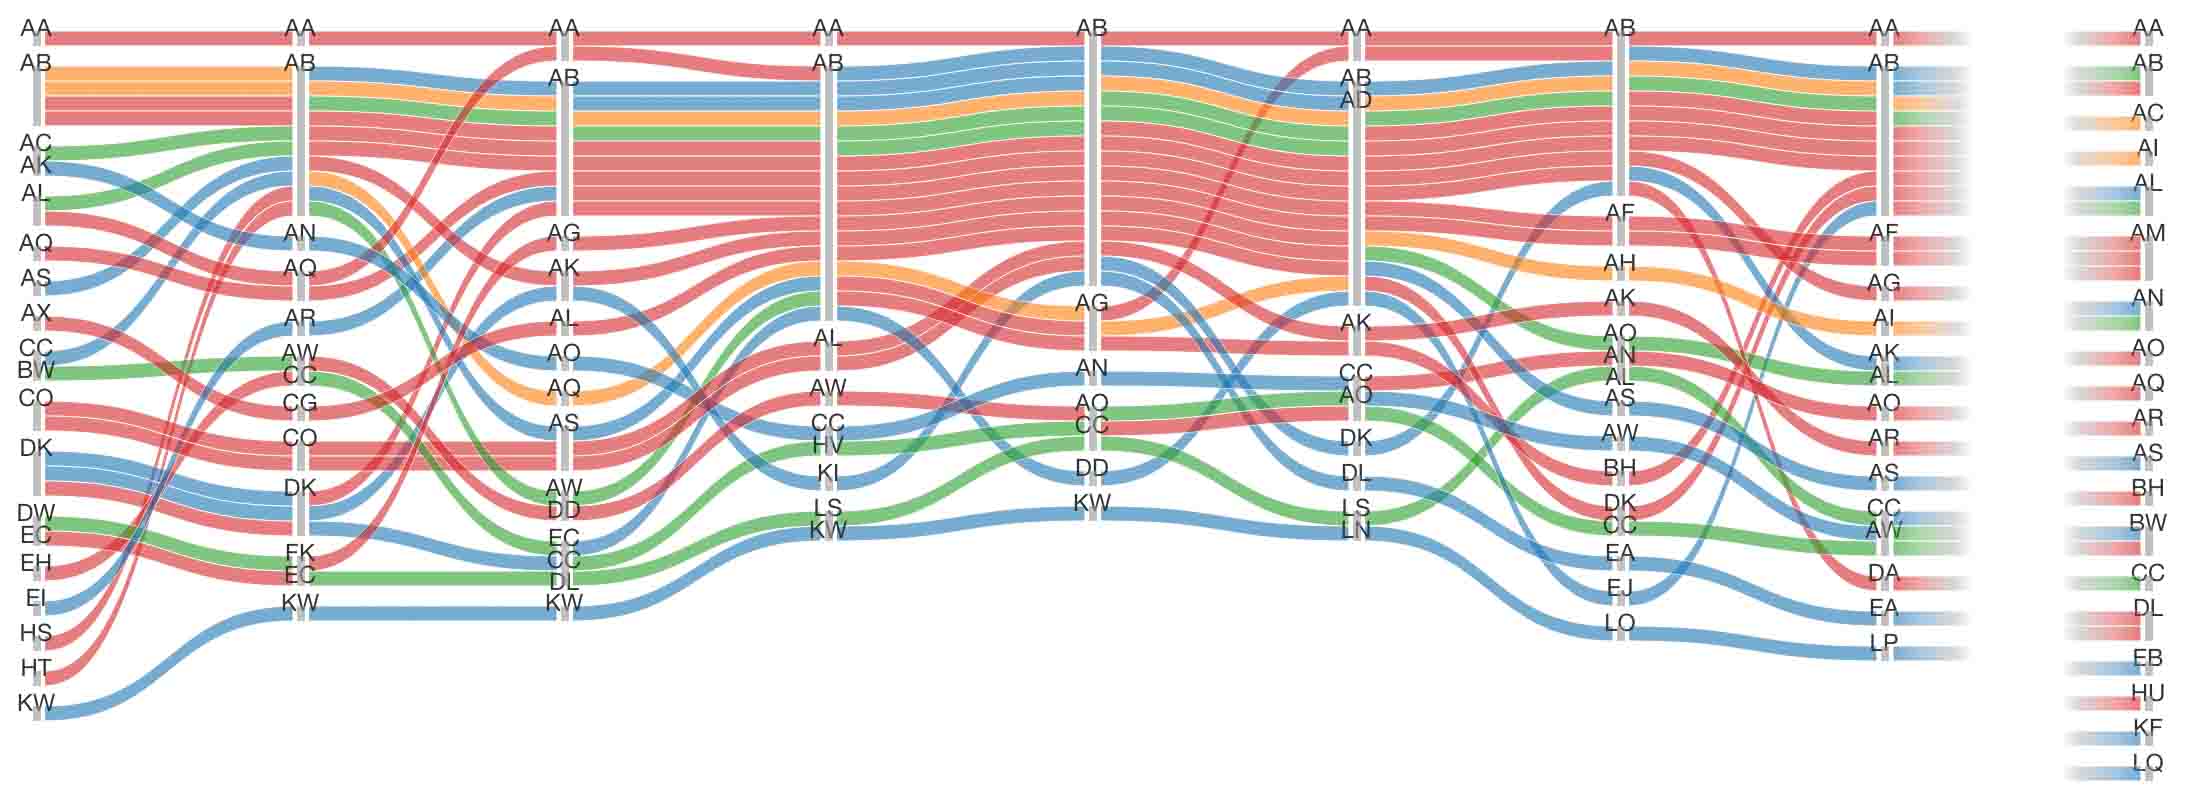 AA
AB
AC
AK
AL
AQ
AS
AX
CC
BW
CO
DK
DW
EC
EH
EI
HS
HT
KW
AA
AB
AN
AQ
AR
AW
CC
CG
CO
DK
FK
EC
KW
AA
AB
AG
AK
AL
AO
AQ
AS
AW
DD
EC
CC
DL
KW
AA
AB
AL
AW
CC
HV
KI
LS
KW
AB
AG
AN
AO
CC
DD
KW
AA
AB
AD
AK
CC
AO
DK
DL
LS
LN
AB
AF
AH
AK
AO
AN
AL
AS
AW
BH
DK
CC
EA
EJ
LO
AA
AB
AF
AG
AI
AK
AL
AO
AR
AS
CC
AW
DA
EA
LP
AA
AB
AC
AI
AL
AM
AN
AO
AQ
AR
AS
BH
BW
CC
DL
EB
HU
KF
LQ